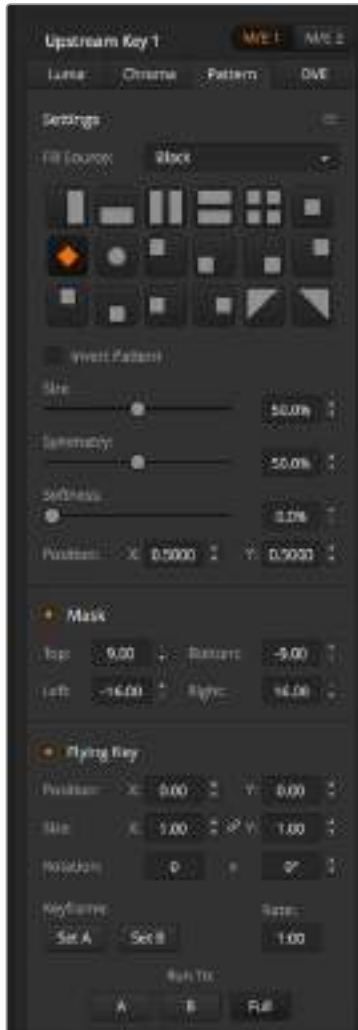 Upstream Key 1 M/E 1 M/E 2
Luma Chroma Pattern DVE
Settings
Fill Source: Black
Invert Pattern
Size:
50.0%
Symmetry:
50.0%
Softness:
0.0%
Position: X: 0.5000 Y: 0.5000
Mask
Top: 9.00 Bottom: -9.00
Left: -16.00 Right: 16.00
Flying Key
Position: X: 0.00 Y: 0.00
Size: X: 1.00 Y: 1.00
Rotation: 0 + 0°
Keyframe: Rate:
Set A Set B 1:00
Run To:
A B Full